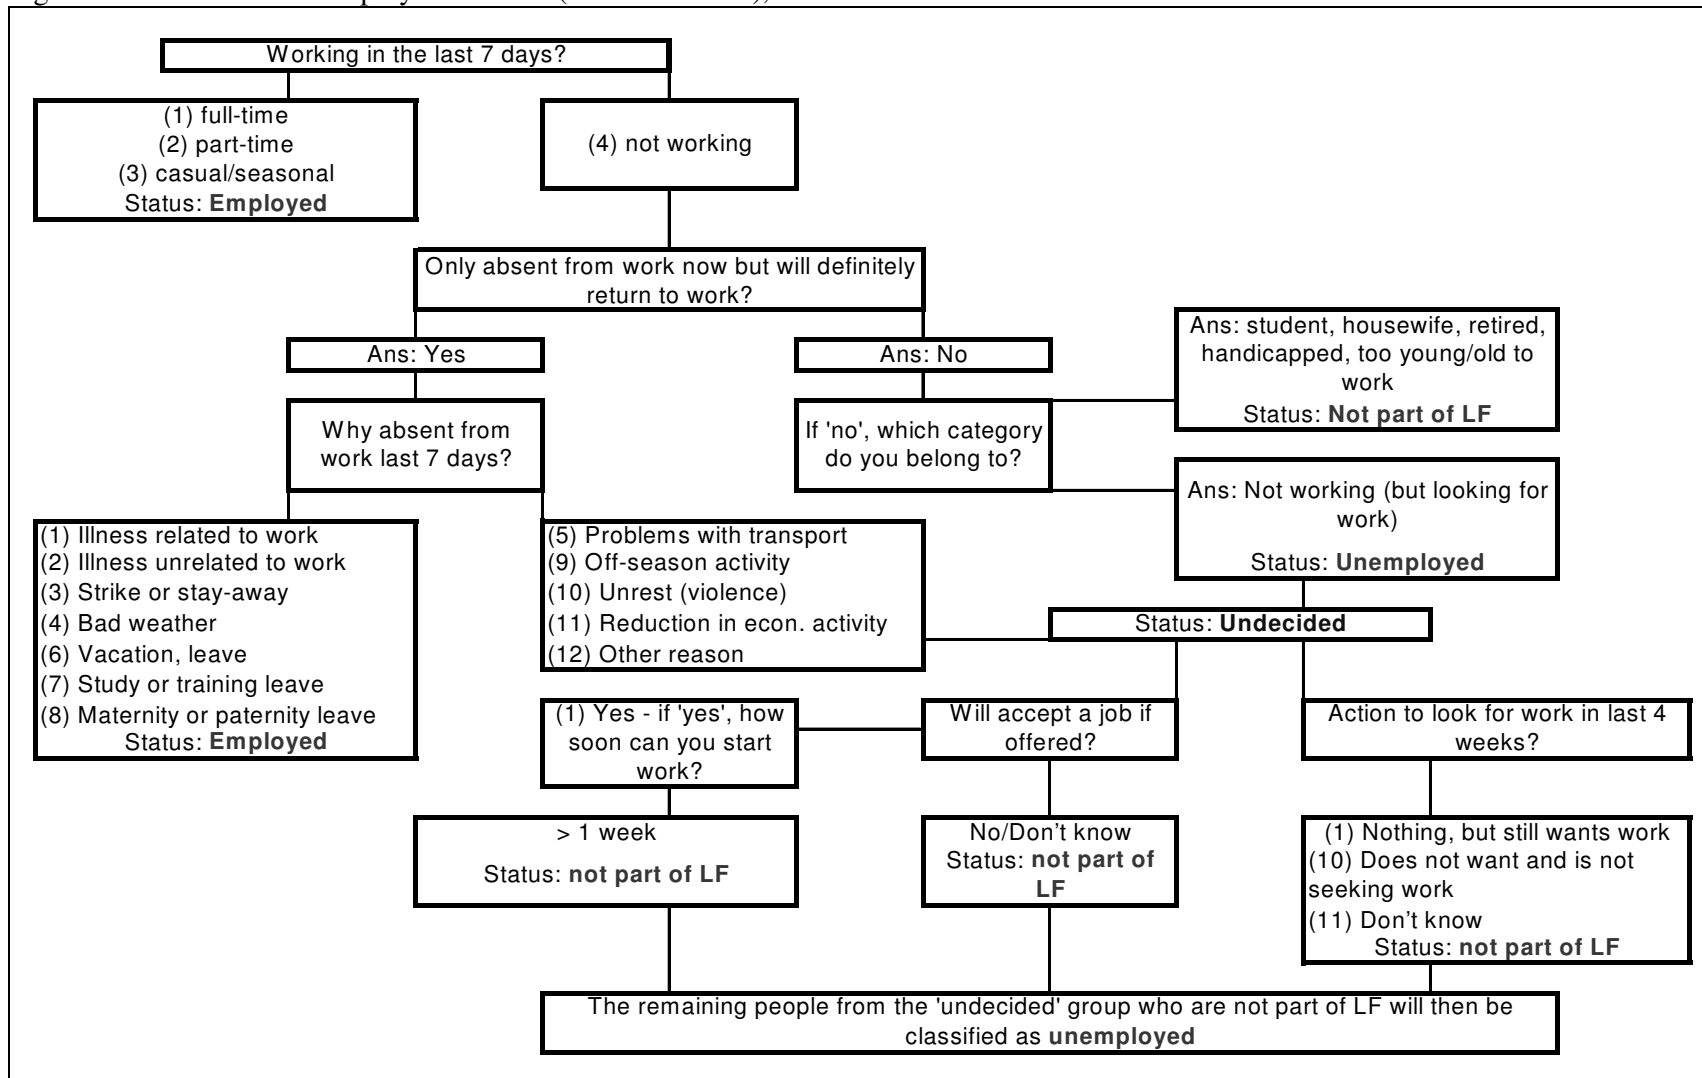 Working in the last 7 days?
(1) full-time
(2) part-time
(3) casual/seasonal
Status: Employed
(4) not working
Only absent from work now but will definitely
return to work?
Ans: Yes
Ans: No
Ans: student, housewife, retired,
handicapped, too young/old to
work
Status: Not part of LF
Why absent from
work last 7 days?
If 'no', which category
do you belong to?
Ans: Not working (but looking for
work)
Status: Unemployed
(1) Illness related to work
(2) Illness unrelated to work
(3) Strike or stay-away
(4) Bad weather
(6) Vacation, leave
(7) Study or training leave
(8) Maternity or paternity leave
Status: Employed
(5) Problems with transport
(9) Off-season activity
(10) Unrest (violence)
(11) Reduction in econ. activity
(12) Other reason
Status: Undecided
(1) Yes - if 'yes', how
soon can you start
work?
Will accept a job if
offered?
Action to look for work in last 4
weeks?
> 1 week
Status: not part of LF
No/Don't know
Status: not part of
LF
(1) Nothing, but still wants work
(10) Does not want and is not
seeking work
(11) Don't know
Status: not part of LF
The remaining people from the 'undecided' group who are not part of LF will then be
classified as unemployed